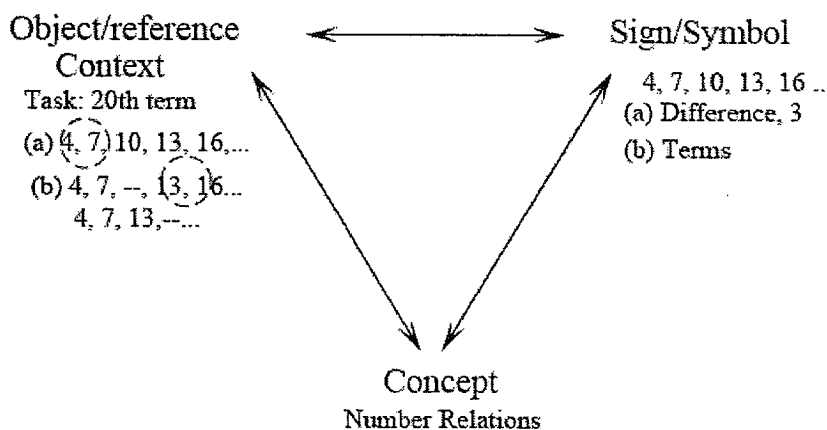 Object/reference
Context
Task: 20th term
(a) 4, 7, 10, 13, 16,...
(b) 4, 7, --, 13, 16...
4, 7, 13,--...
Sign/Symbol
4, 7, 10, 13, 16 ..
(a) Difference, 3
(b) Terms
Concept
Number Relations